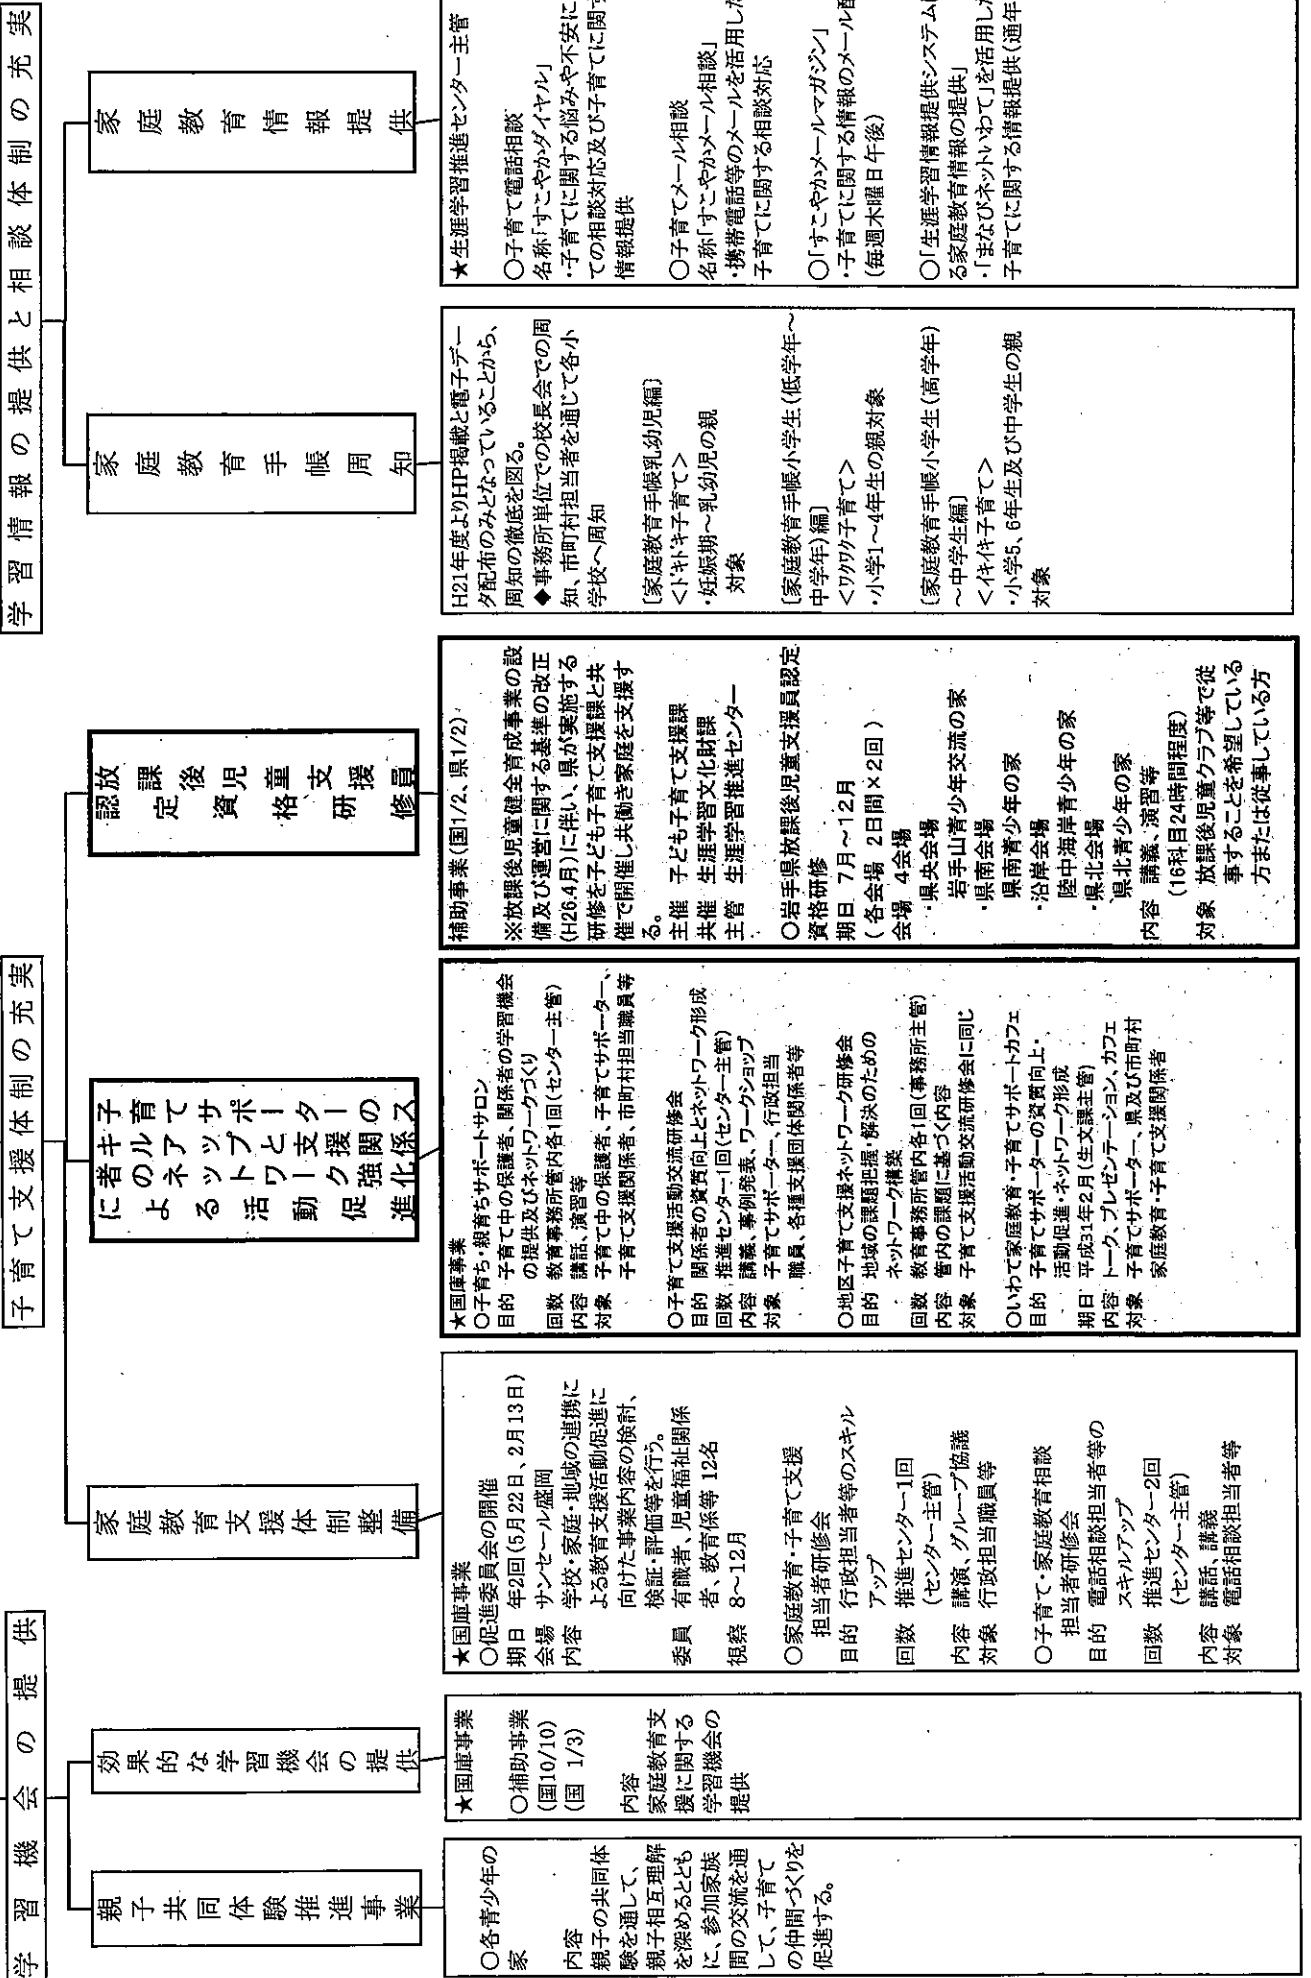 学習機会の提供
親子共同体験推進事業
○各青少年の
家
内容
親子の共同体
験を通して、
親子相互理解
を深めるととも
に、参加家族
間の交流を通
して、子育て
の仲間づくりを
促進する。
効果的な学習機会の提供
★国庫事業
○補助事業
(国10/10)
(国 1/3)
内容
家庭教育支
援に関する
学習機会の
提供
子育て支援体制の充実
家庭教育支援体制整備
★国庫事業
○促進委員会の開催
期日 年2回(5月22日、2月13日)
会場 サンセール盛岡
内容 学校・家庭・地域の連携に
よる教育支援活動促進に
向けた事業内容の検討、
検証・評価等を行う。
委員 有識者、児童福祉関係
者、教育係等 12名
視察 8~12月
○家庭教育・子育て支援
担当者研修会
目的 行政担当者等のスキル
アップ
回数 推進センター1回
(センター主管)
内容 講演、グループ協議
対象 行政担当職員等
○子育て・家庭教育相談
担当者研修会
目的 電話相談担当者等の
スキルアップ
回数 推進センター2回
(センター主管)
内容 講話、講義
対象 電話相談担当者等
子育てサポーター
キルアップと支援関係
者のネットワーク強化
による活動促進
★国庫事業
○子育ち・親育ちサポートサロン
目的 子育て中の保護者、関係者の学習機会
の提供及びネットワークづくり
回数 教育事務所管内各1回(センター主管)
内容 講話、演習等
対象 子育て中の保護者、子育てサポーター、
子育て支援関係者、市町村担当職員等
○子育て支援活動交流研修会
目的 関係者の資質向上とネットワーク形成
回数 推進センター1回(センター主管)
内容 講義、事例発表、ワークショップ
対象 子育てサポーター、行政担当
職員、各種支援団体関係者等
○地区子育て支援ネットワーク研修会
目的 地域の課題把握・解決のための
ネットワーク構築
回数 教育事務所管内各1回(事務所主管)
内容 管内の課題に基づく内容
対象 子育て支援活動交流研修会に同じ
○いわて家庭教育・子育てサポートカフェ
目的 子育てサポーターの資質向上・
活動促進・ネットワーク形成
期日 平成31年2月(生文課主管)
内容 トーク、プレゼンテーション、カフェ
対象 子育てサポーター、県及び市町村
家庭教育・子育て支援関係者
放課後児童支援員
認定資格研修
補助事業(国1/2、県1/2)
※放課後児童健全育成事業の設
備及び運営に関する基準の改正
(H26.4月)に伴い、県が実施する
研修を子ども子育て支援課と共
催で開催し共働き家庭を支援す
る。
主催 子ども子育て支援課
共催 生涯学習文化財課
主管 生涯学習推進センター
○岩手県放課後児童支援員認定
資格研修
期日 7月~12月
(各会場 2日間×2回)
会場 4会場
・県央会場
岩手山青少年交流の家
・県南会場
県南青少年の家
・沿岸会場
陸中海岸青少年の家
・県北会場
県北青少年の家
内容 講義、演習等
(16科目24時間程度)
対象 放課後児童クラブ等で従
事することを希望している
方または従事している方
学習情報の提供と相談体制の充実
家庭教育手帳周知
H21年度よりHP掲載と電子デー
タ配布のみとなっていることから、
周知の徹底を図る。
◆事務所単位での校長会での周
知、市町村担当者を通じて各小
学校へ周知
〔家庭教育手帳乳幼児編〕
<ドキドキ子育て>
・妊娠期~乳幼児の親
対象
〔家庭教育手帳小学生(低学年~
中学年)編〕
<ワクワク子育て>
・小学1~4年生の親対象
〔家庭教育手帳小学生(高学年)
~中学生編〕
<イキイキ子育て>
・小学5、6年生及び中学生の親
対象
家庭教育情報提供
★生涯学習推進センター主管
○子育て電話相談
名称「すこやかダイヤル」
・子育てに関する悩みや不安に
ての相談対応及び子育てに関す
情報提供
○子育てメール相談
名称「すこやかメール相談」
・携帯電話等のメールを活用した
子育てに関する相談対応
○「すこやかメールマガジン」
・子育てに関する情報のメール配
(毎週木曜日午後)
○「生涯学習情報提供システム
る家庭教育情報の提供」
・「まなびネットいわて」を活用した
子育てに関する情報提供(通年